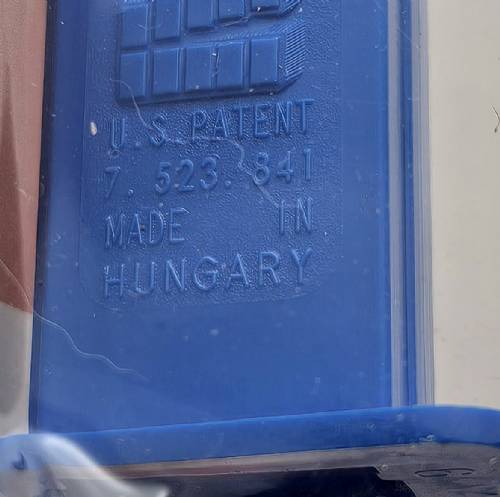 U.S. PATENT
7. 523. 841
MADE IN
HUNGARY